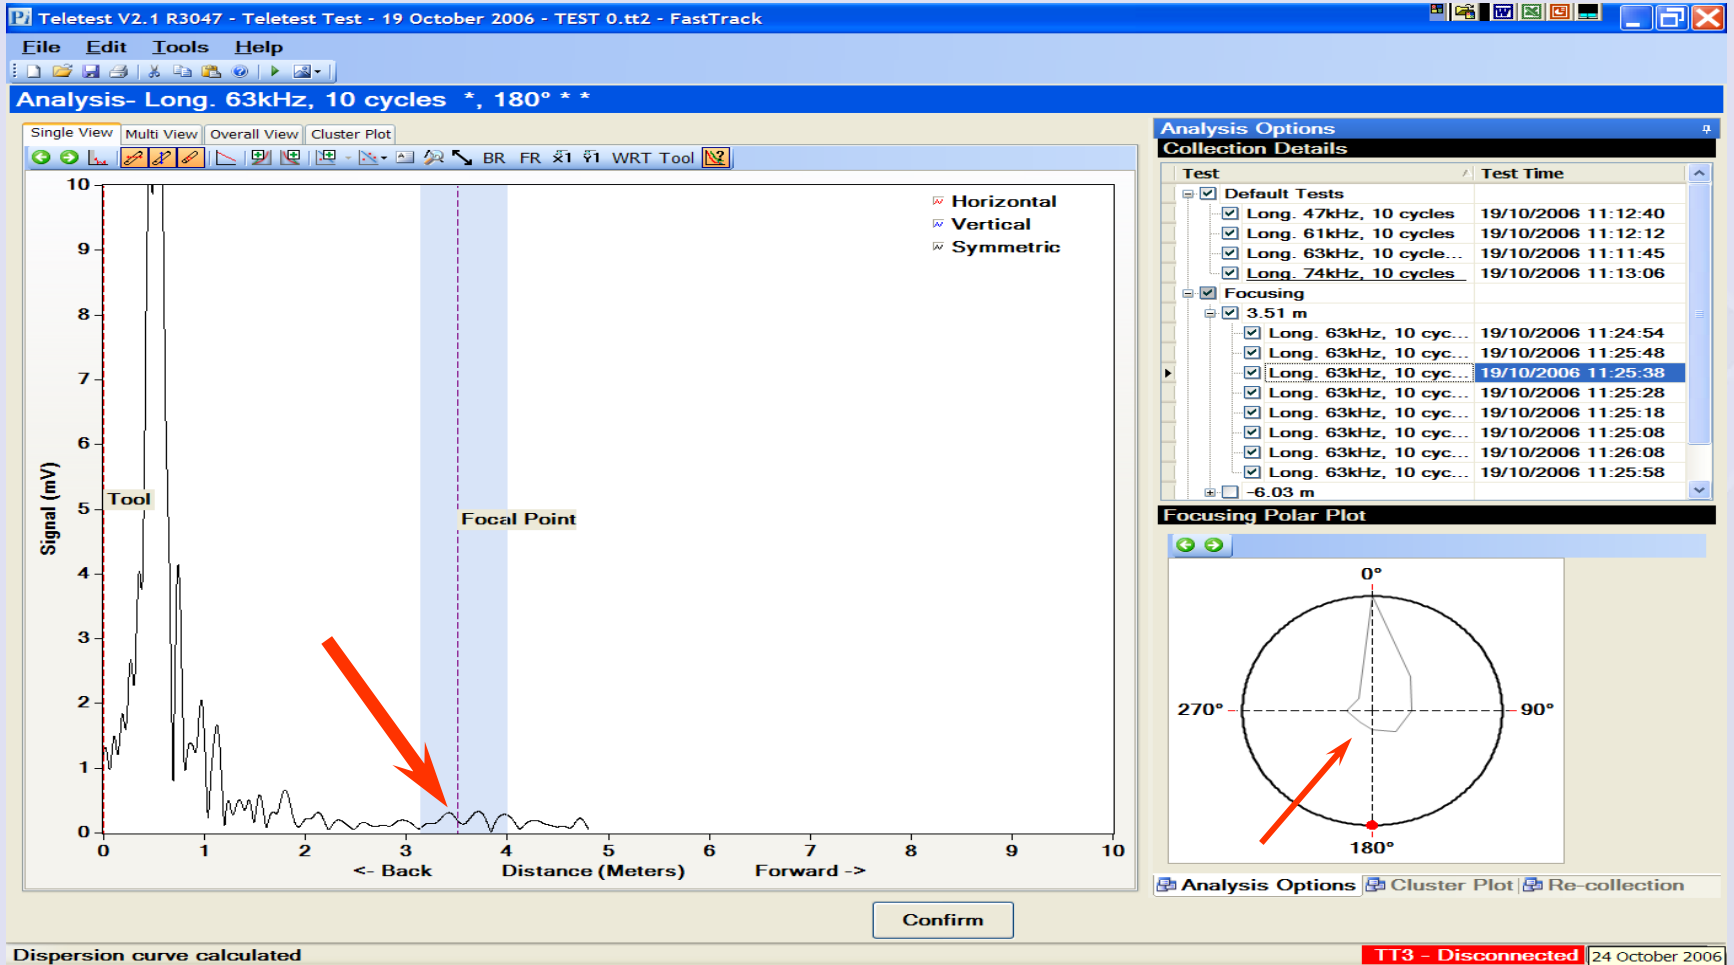 Teletest V2.1 R3047 - Teletest Test - 19 October 2006 - TEST 0.tt2 - FastTrack
File Edit Tools Help
Analysis- Long. 63kHz, 10 cycles *, 180° * *
Single View Multi View Overall View Cluster Plot
BR FR X1 Y1 WRT Tool
10
9
8
7
6
5
4
3
2
1
0
Signal (mV)
Horizontal
Vertical
Symmetric
Tool
Focal Point
0 1 2 3 4 5 6 7 8 9 10
<- Back Distance (Meters) Forward ->
Confirm
Analysis Options
Collection Details
Test Test Time
Default Tests
Long. 47kHz, 10 cycles 19/10/2006 11:12:40
Long. 61kHz, 10 cycles 19/10/2006 11:12:12
Long. 63kHz, 10 cycle... 19/10/2006 11:11:45
Long. 74kHz, 10 cycles 19/10/2006 11:13:06
Focusing
3.51 m
Long. 63kHz, 10 cyc... 19/10/2006 11:24:54
Long. 63kHz, 10 cyc... 19/10/2006 11:25:48
Long. 63kHz, 10 cyc... 19/10/2006 11:25:38
Long. 63kHz, 10 cyc... 19/10/2006 11:25:28
Long. 63kHz, 10 cyc... 19/10/2006 11:25:18
Long. 63kHz, 10 cyc... 19/10/2006 11:25:08
Long. 63kHz, 10 cyc... 19/10/2006 11:26:08
Long. 63kHz, 10 cyc... 19/10/2006 11:25:58
-6.03 m
Focusing Polar Plot
0°
270° 90°
180°
Analysis Options Cluster Plot Re-collection
Dispersion curve calculated
TT3 - Disconnected 24 October 2006